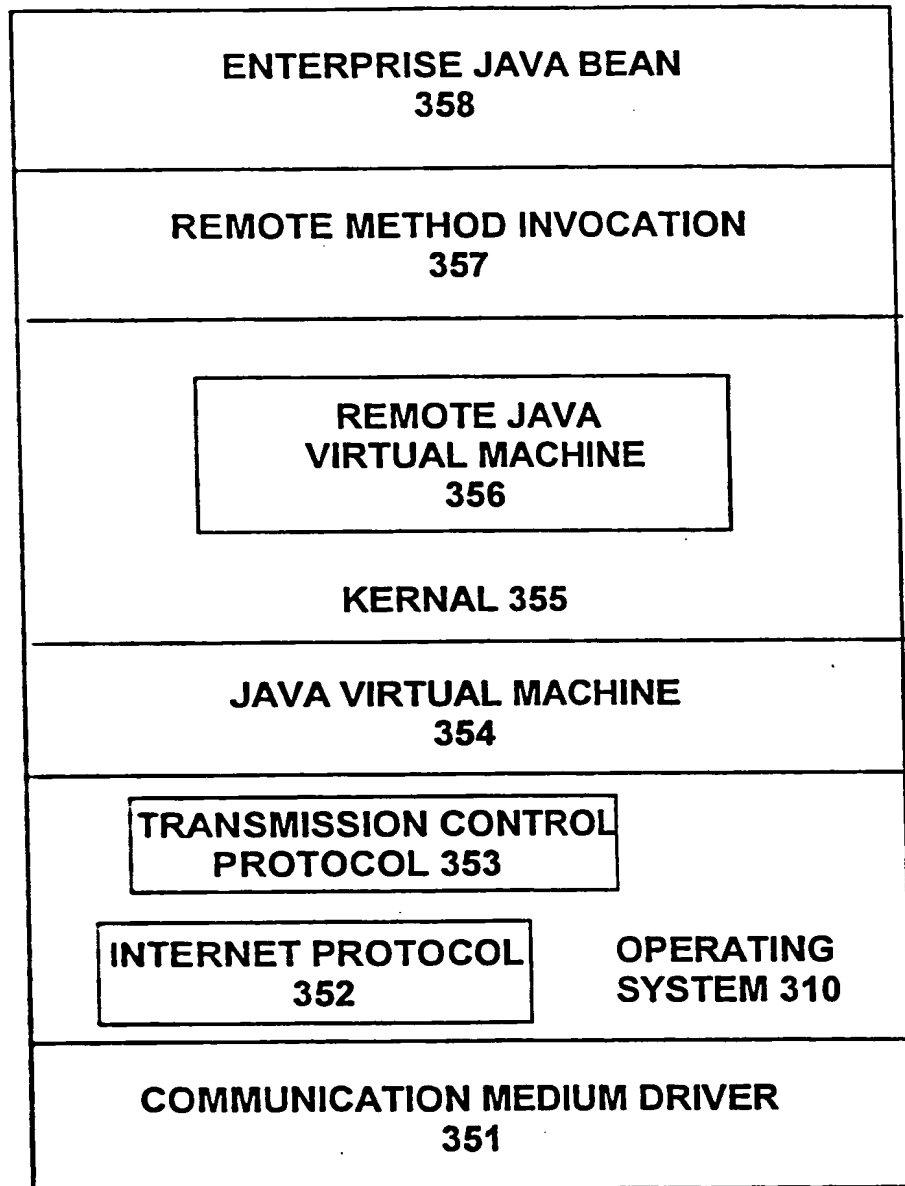 ENTERPRISE JAVA BEAN
358
REMOTE METHOD INVOCATION
357
REMOTE JAVA
VIRTUAL MACHINE
356
KERNAL 355
JAVA VIRTUAL MACHINE
354
TRANSMISSION CONTROL
PROTOCOL 353
INTERNET PROTOCOL
352
OPERATING
SYSTEM 310
COMMUNICATION MEDIUM DRIVER
351